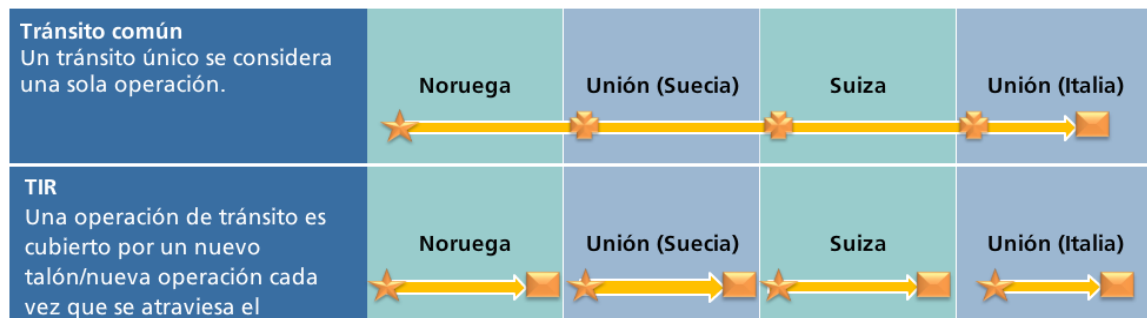 Tránsito común
Un tránsito único se considera
una sola operación.
Noruega
Unión (Suecia)
Suiza
Unión (Italia)
TIR
Una operación de tránsito es
cubierto por un nuevo
talón/nueva operación cada
vez que se atraviesa el
Noruega
Unión (Suecia)
Suiza
Unión (Italia)